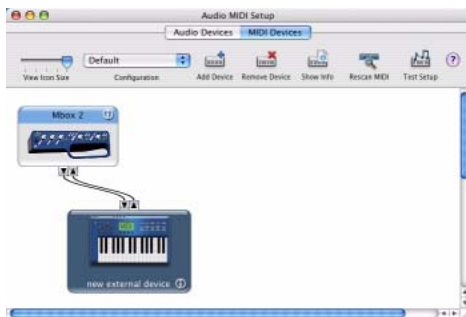 Audio MIDI Setup
Audio Devices MIDI Devices
Default
View Icon Size Configuration Add Device Remove Device Show Info Rescan MIDI Test Setup ?
Mbox 2 i
MIDI
new external device i